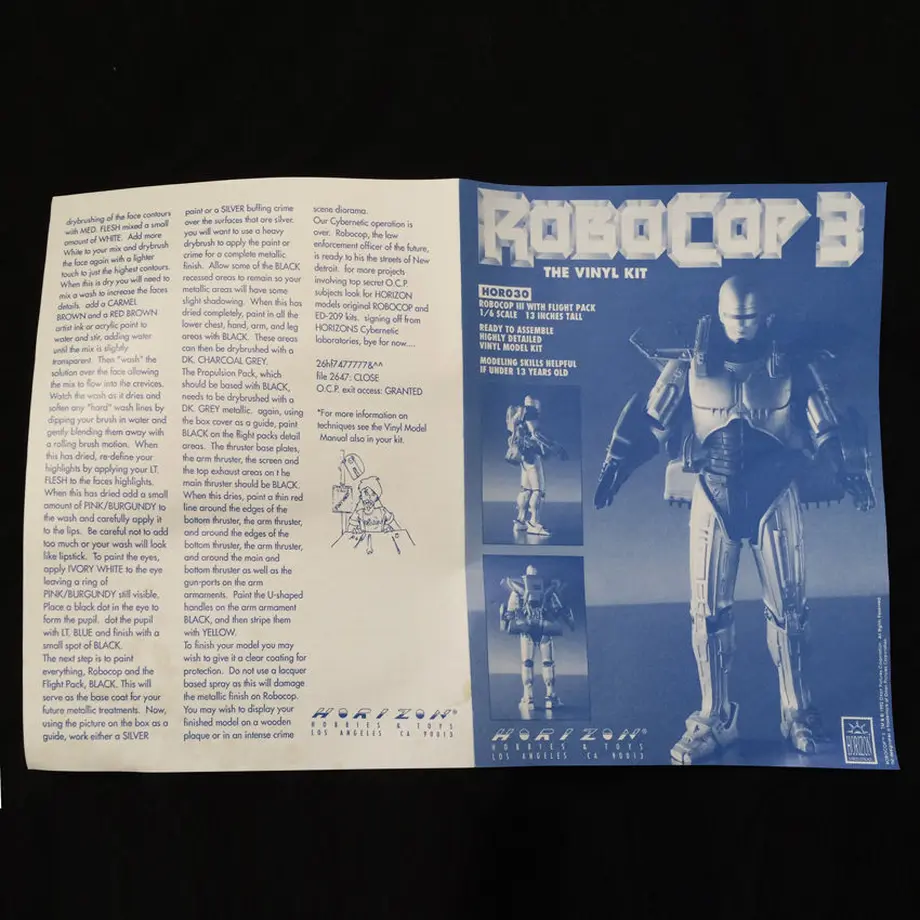 drybrushing of the face contours
with MED. FLESH mixed a small
amount of WHITE. Add more
White to your mix and drybrush
the face again with a lighter
touch to just the highest contours.
When this is dry you will need to
mix a wash to increase the faces
details. add a CARMEL
BROWN and a RED BROWN
artist ink or acrylic paint to
water and stir, adding water
until the mix is slightly
transparent. Then "wash" the
solution over the face allowing
the mix to flow into the crevices.
Watch the wash as it dries and
soften any "hard" wash lines by
dipping your brush in water and
gently blending them away with
a rolling brush motion. When
this has dried, re-define your
highlights by applying your LT.
FLESH to the faces highlights.
When this has dried add a small
amount of PINK/BURGUNDY to
the wash and carefully apply it
to the lips. Be careful not to add
too much or your wash will look
like lipstick. To paint the eyes,
apply IVORY WHITE to the eye
leaving a ring of
PINK/BURGUNDY still visible.
Place a black dot in the eye to
form the pupil. dot the pupil
with LT. BLUE and finish with a
small spot of BLACK.
The next step is to paint
everything, Robocop and the
Flight Pack, BLACK. This will
serve as the base coat for your
future metallic treatments. Now,
using the picture on the box as a
guide, work either a SILVER
paint or a SILVER buffing crime
over the surfaces that are silver.
you will want to use a heavy
drybrush to apply the paint or
crime for a complete metallic
finish. Allow some of the BLACK
recessed areas to remain so your
metallic areas will have some
slight shadowing. When this has
dried completely, paint in all the
lower chest, hand, arm, and leg
areas with BLACK. These areas
can then be drybrushed with a
DK. CHARCOAL GREY.
The Propulsion Pack, which
should be based with BLACK,
needs to be drybrushed with a
DK. GREY metallic. again, using
the box cover as a guide, paint
BLACK on the flight packs detail
areas. The thruster base plates,
the arm thruster, the screen and
the top exhaust areas on t he
main thruster should be BLACK.
When this dries, paint a thin red
line around the edges of the
bottom thruster, the arm thruster,
and around the edges of the
bottom thruster, the arm thruster,
and around the main and
bottom thruster as well as the
gun-ports on the arm
armaments. Paint the U-shaped
handles on the arm armament
BLACK, and then stripe them
with YELLOW.
To finish your model you may
wish to give it a clear coating for
protection. Do not use a lacquer
based spray as this will damage
the metallic finish on Robocop.
You may wish to display your
finished model on a wooden
plaque or in an intense crime
scene diorama.
Our Cybernetic operation is
over. Robocop, the law
enforcement officer of the future,
is ready to hit the streets of New
detroit. for more projects
involving top secret O.C.P.
subjects look for HORIZON
models original ROBOCOP and
ED-209 kits. signing off from
HORIZONS Cybernetic
laboratories, bye for now....
26hf7477777&^^
file 2647: CLOSE
O.C.P. exit access: GRANTED
*For more information on
techniques see the Vinyl Model
Manual also in your kit.
HORIZON®
HOBBIES & TOYS
LOS ANGELES CA 90013
ROBOCOP 3
THE VINYL KIT
HOR030
ROBOCOP III WITH FLIGHT PACK
1/6 SCALE 13 INCHES TALL
READY TO ASSEMBLE
HIGHLY DETAILED
VINYL MODEL KIT
MODELING SKILLS HELPFUL
IF UNDER 13 YEARS OLD
HORIZON®
HOBBIES & TOYS
LOS ANGELES CA 90013
HORIZON